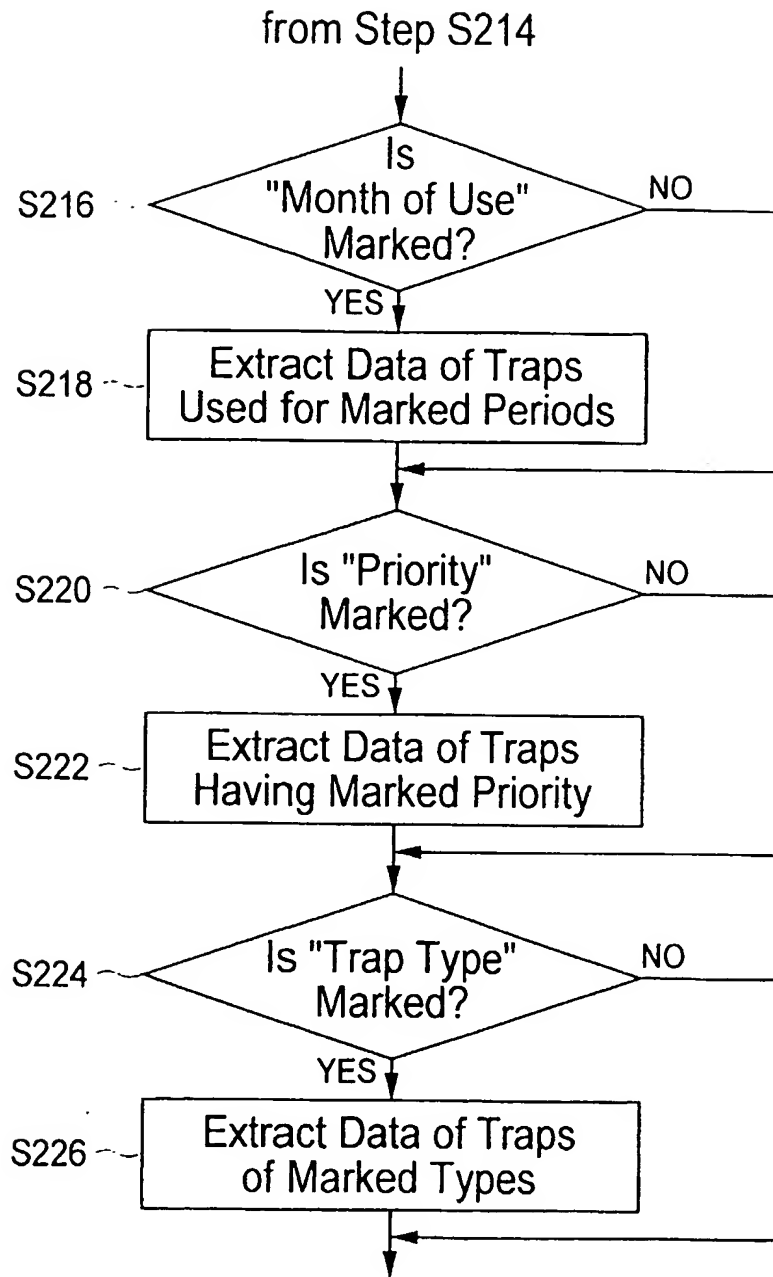 from Step S214
Is
"Month of Use"
Marked?
NO
S216
YES
Extract Data of Traps
Used for Marked Periods
S218
Is "Priority"
Marked?
NO
S220
YES
Extract Data of Traps
Having Marked Priority
S222
Is "Trap Type"
Marked?
NO
S224
YES
Extract Data of Traps
of Marked Types
S226